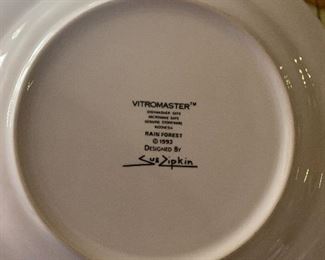 VITROMASTER™
DISHWASHER SAFE
MICROWAVE SAFE
GENUINE STONEWARE
INDONESIA
RAIN FOREST
© 1993
DESIGNED BY
Sue Zipkin